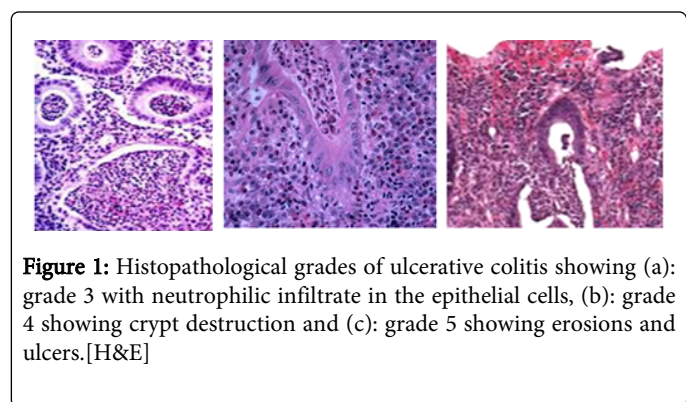 Figure 1: Histopathological grades of ulcerative colitis showing (a):
grade 3 with neutrophilic infiltrate in the epithelial cells, (b): grade
4 showing crypt destruction and (c): grade 5 showing erosions and
ulcers.[H&E]